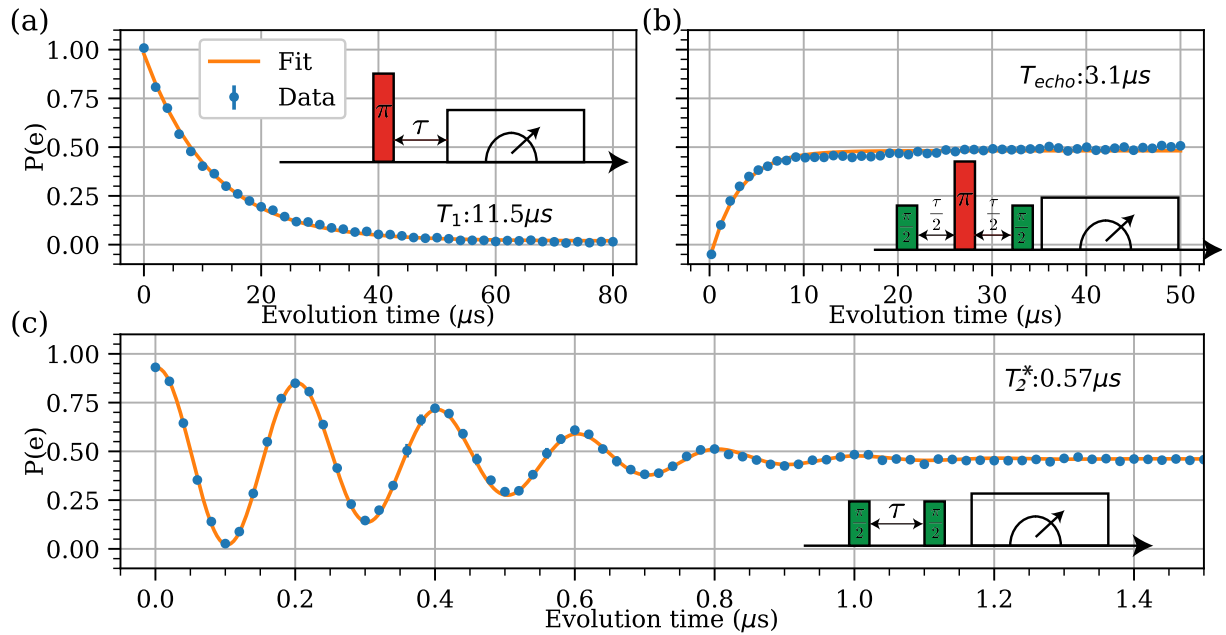 (a)
P(e)
1.00
0.75
0.50
0.25
0.00
Fit
Data
π
τ
T₁:11.5μs
0 20 40 60 80
Evolution time (μs)
(b)
T_echo:3.1μs
π/2 τ/2 π τ/2 π/2
0 10 20 30 40 50
Evolution time (μs)
(c)
P(e)
1.00
0.75
0.50
0.25
0.00
T₂*:0.57μs
π/2 τ π/2
0.0 0.2 0.4 0.6 0.8 1.0 1.2 1.4
Evolution time (μs)